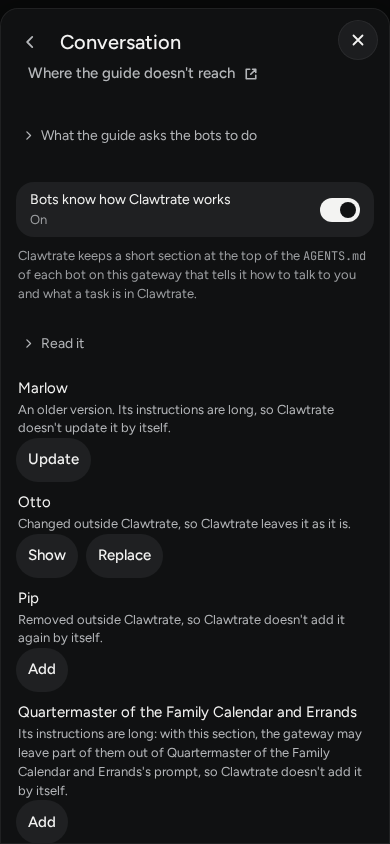 Conversation
Where the guide doesn't reach
What the guide asks the bots to do
Bots know how Clawtrate works
On
Clawtrate keeps a short section at the top of the AGENTS.md
of each bot on this gateway that tells it how to talk to you
and what a task is in Clawtrate.
Read it
Marlow
An older version. Its instructions are long, so Clawtrate
doesn't update it by itself.
Update
Otto
Changed outside Clawtrate, so Clawtrate leaves it as it is.
Show Replace
Pip
Removed outside Clawtrate, so Clawtrate doesn't add it
again by itself.
Add
Quartermaster of the Family Calendar and Errands
Its instructions are long: with this section, the gateway may
leave part of them out of Quartermaster of the Family
Calendar and Errands's prompt, so Clawtrate doesn't add it
by itself.
Add